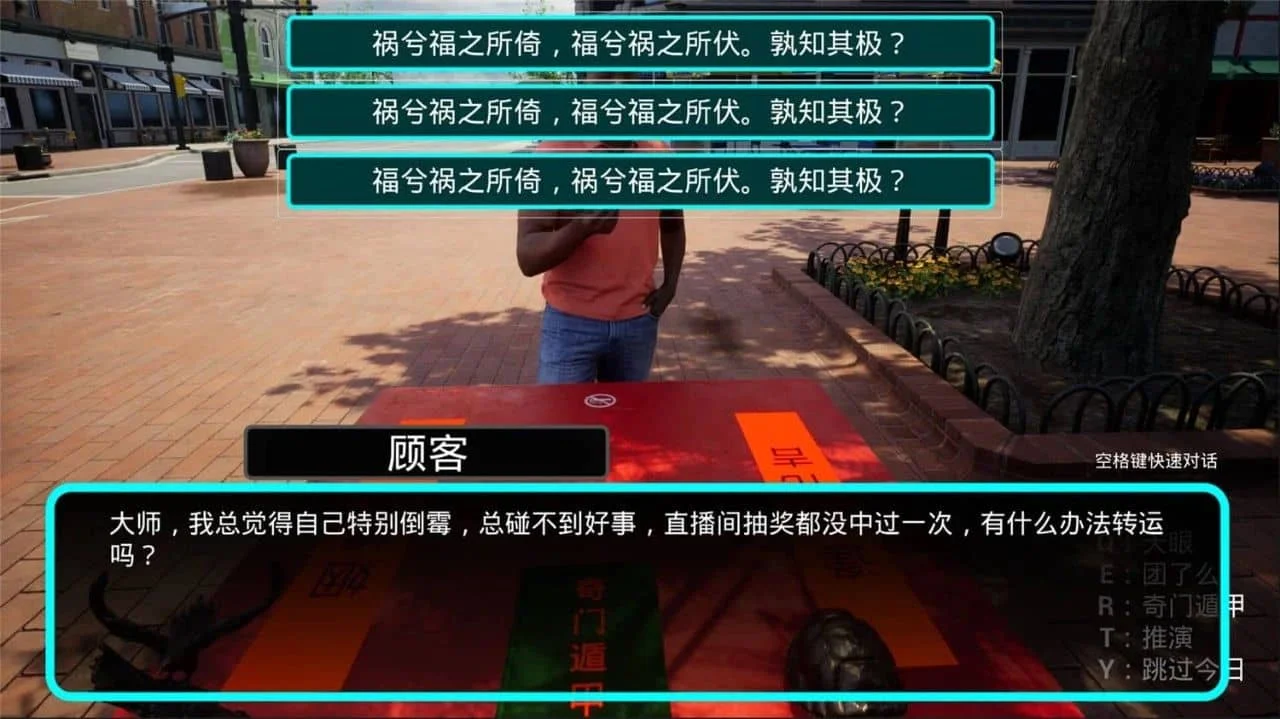 祸兮福之所倚，福兮祸之所伏。孰知其极？
祸兮祸之所倚，福兮福之所伏。孰知其极？
福兮祸之所倚，祸兮福之所伏。孰知其极？
顾客
空格键快速对话
大师，我总觉得自己特别倒霉，总碰不到好事，直播间抽奖都没中过一次，有什么办法转运
吗？
天眼
E：团了么
R：奇门遁甲
T：推演
Y：跳过今日
奇门遁甲